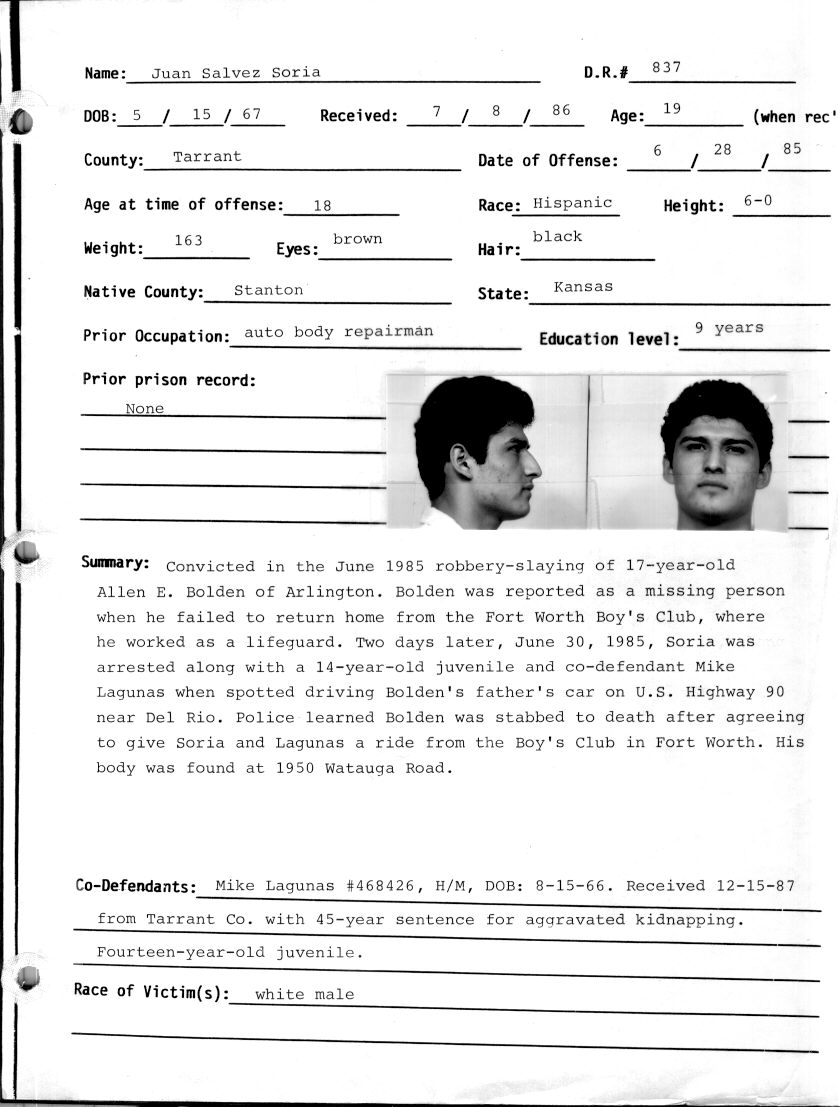 Name: Juan Salvez Soria D.R.# 837
DOB: 5 / 15 / 67 Received: 7 / 8 / 86 Age: 19 (when rec'
County: Tarrant Date of Offense: 6 / 28 / 85
Age at time of offense: 18 Race: Hispanic Height: 6-0
Weight: 163 Eyes: brown Hair: black
Native County: Stanton State: Kansas
Prior Occupation: auto body repairman Education level: 9 years
Prior prison record:
None
Summary: Convicted in the June 1985 robbery-slaying of 17-year-old
Allen E. Bolden of Arlington. Bolden was reported as a missing person
when he failed to return home from the Fort Worth Boy's Club, where
he worked as a lifeguard. Two days later, June 30, 1985, Soria was
arrested along with a 14-year-old juvenile and co-defendant Mike
Lagunas when spotted driving Bolden's father's car on U.S. Highway 90
near Del Rio. Police learned Bolden was stabbed to death after agreeing
to give Soria and Lagunas a ride from the Boy's Club in Fort Worth. His
body was found at 1950 Watauga Road.
Co-Defendants: Mike Lagunas #468426, H/M, DOB: 8-15-66. Received 12-15-87
from Tarrant Co. with 45-year sentence for aggravated kidnapping.
Fourteen-year-old juvenile.
Race of Victim(s): white male